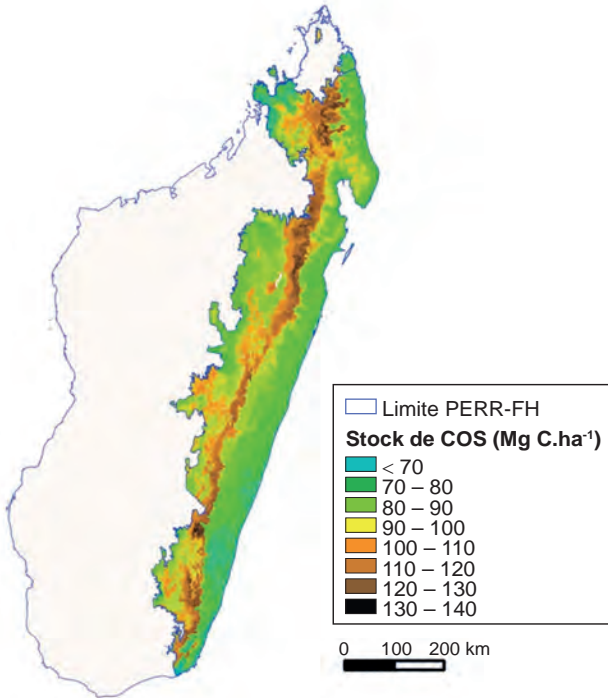 Limite PERR-FH
Stock de COS (Mg C.ha⁻¹)
< 70
70 – 80
80 – 90
90 – 100
100 – 110
110 – 120
120 – 130
130 – 140
0 100 200 km